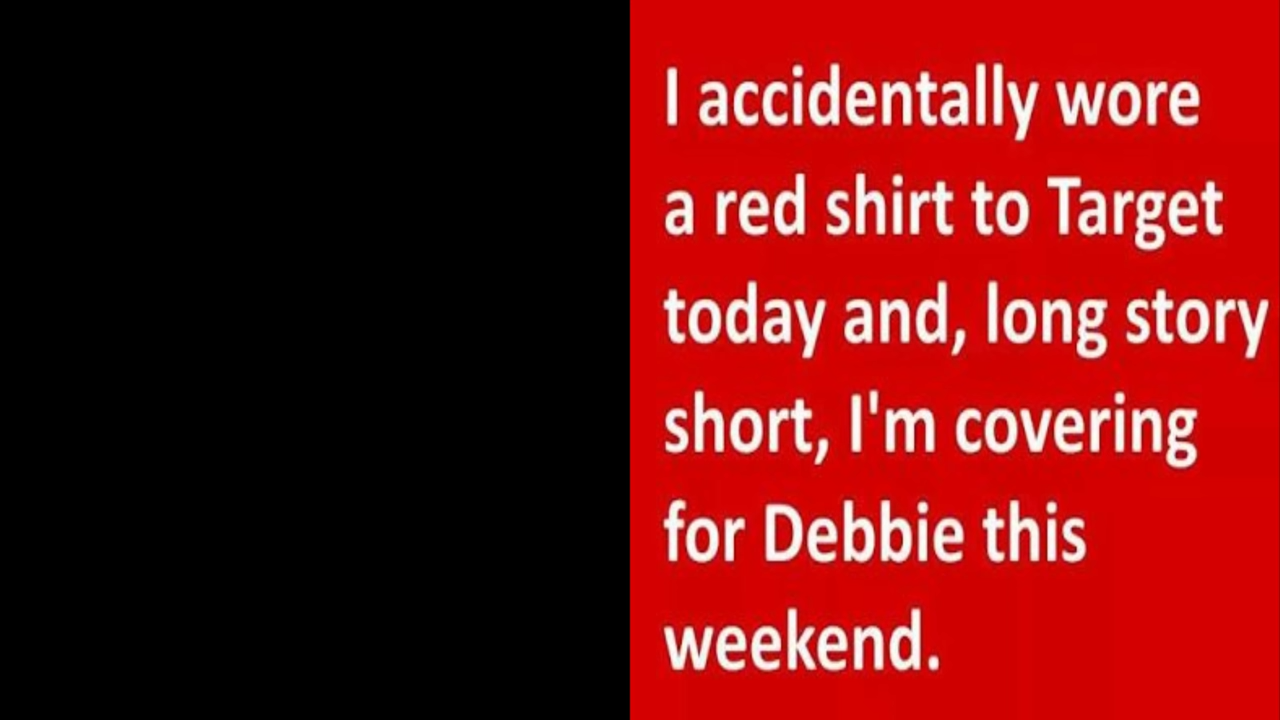 I accidentally wore
a red shirt to Target
today and, long story
short, I'm covering
for Debbie this
weekend.